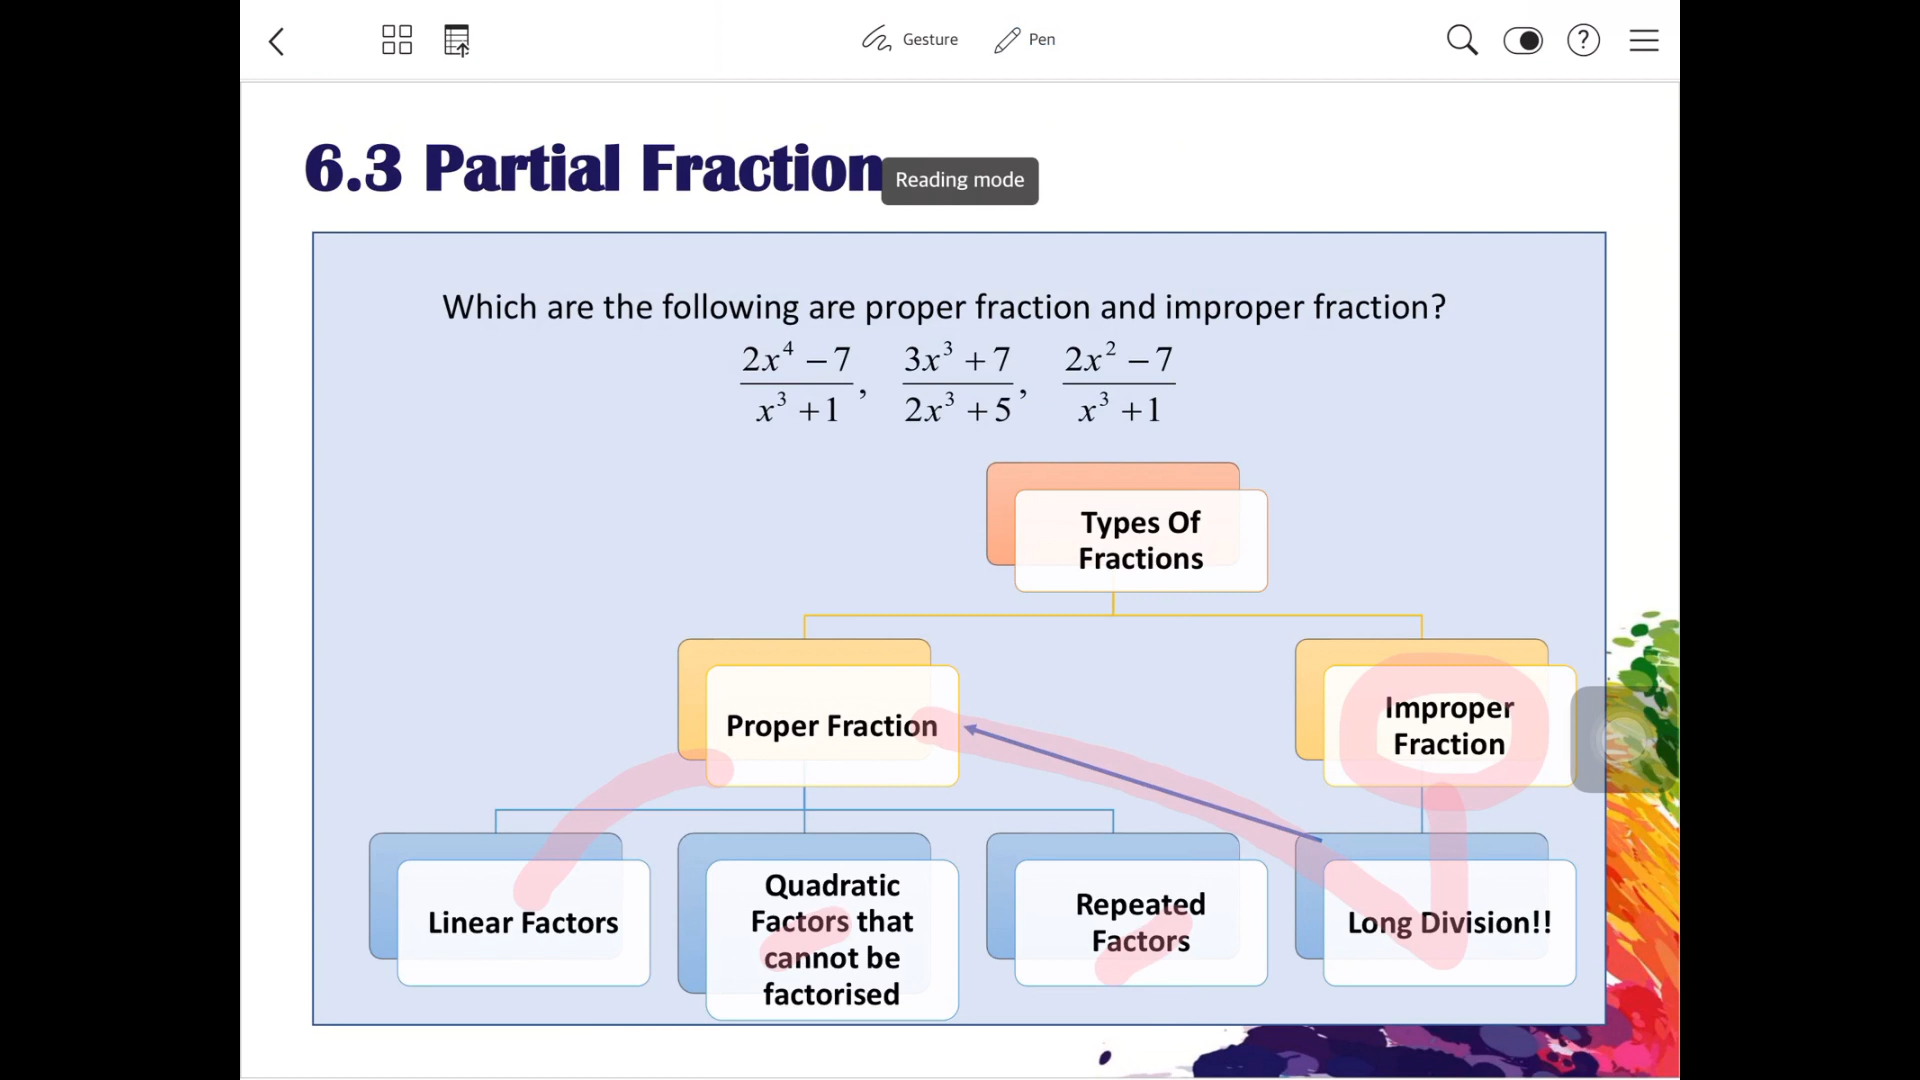 Gesture Pen
6.3 Partial Fraction
Reading mode
Which are the following are proper fraction and improper fraction?
(2x⁴ − 7)/(x³ + 1), (3x³ + 7)/(2x³ + 5), (2x² − 7)/(x³ + 1)
Types Of
Fractions
Proper Fraction
Improper
Fraction
Linear Factors
Quadratic
Factors that
cannot be
factorised
Repeated
Factors
Long Division!!